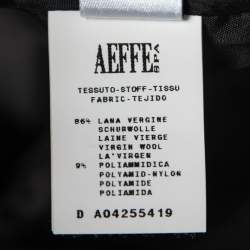 AEFFE SPA
TESSUTO-STOFF-TISSU
FABRIC-TEJIDO
86% LANA VERGINE
SCHURWOLLE
LAINE VIERGE
VIRGIN WOOL
LA'VIRGEN
9% POLIAMMIDICA
POLYAMID-NYLON
POLYAMIDE
POLIAMIDA
D A04255419